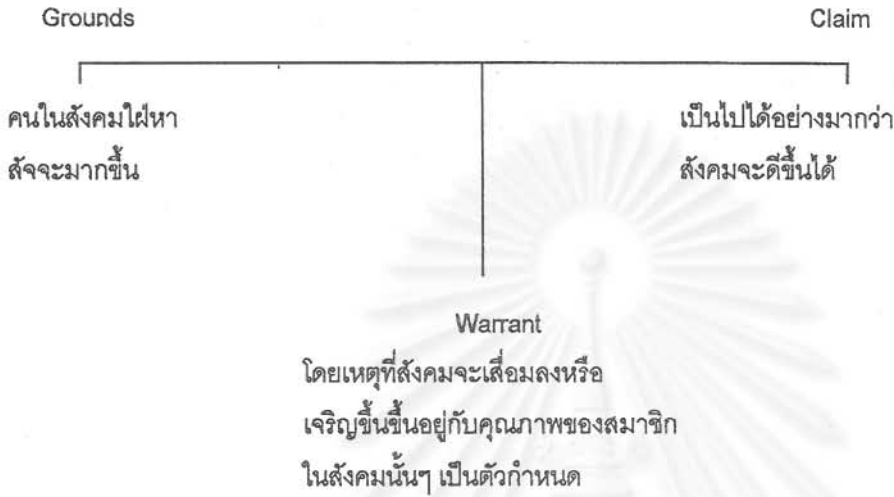 Grounds
Claim
คนในสังคมใฝ่หา
สัจจะมากขึ้น
เป็นไปได้อย่างมากว่า
สังคมจะดีขึ้นได้
Warrant
โดยเหตุที่สังคมจะเสื่อมลงหรือ
เจริญขึ้นขึ้นอยู่กับคุณภาพของสมาชิก
ในสังคมนั้นๆ เป็นตัวกำหนด